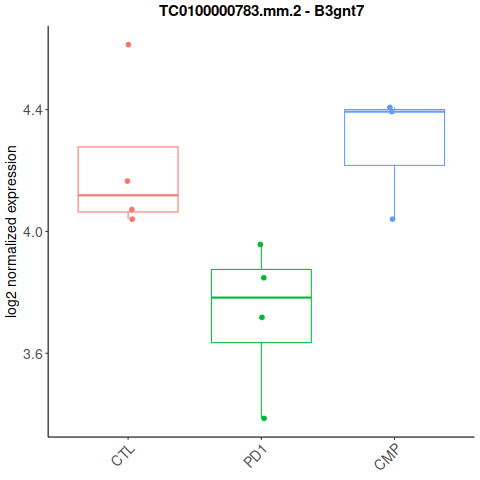 TC0100000783.mm.2 - B3gnt7
log2 normalized expression
4.4
4.0
3.6
CTL
PD1
CMP